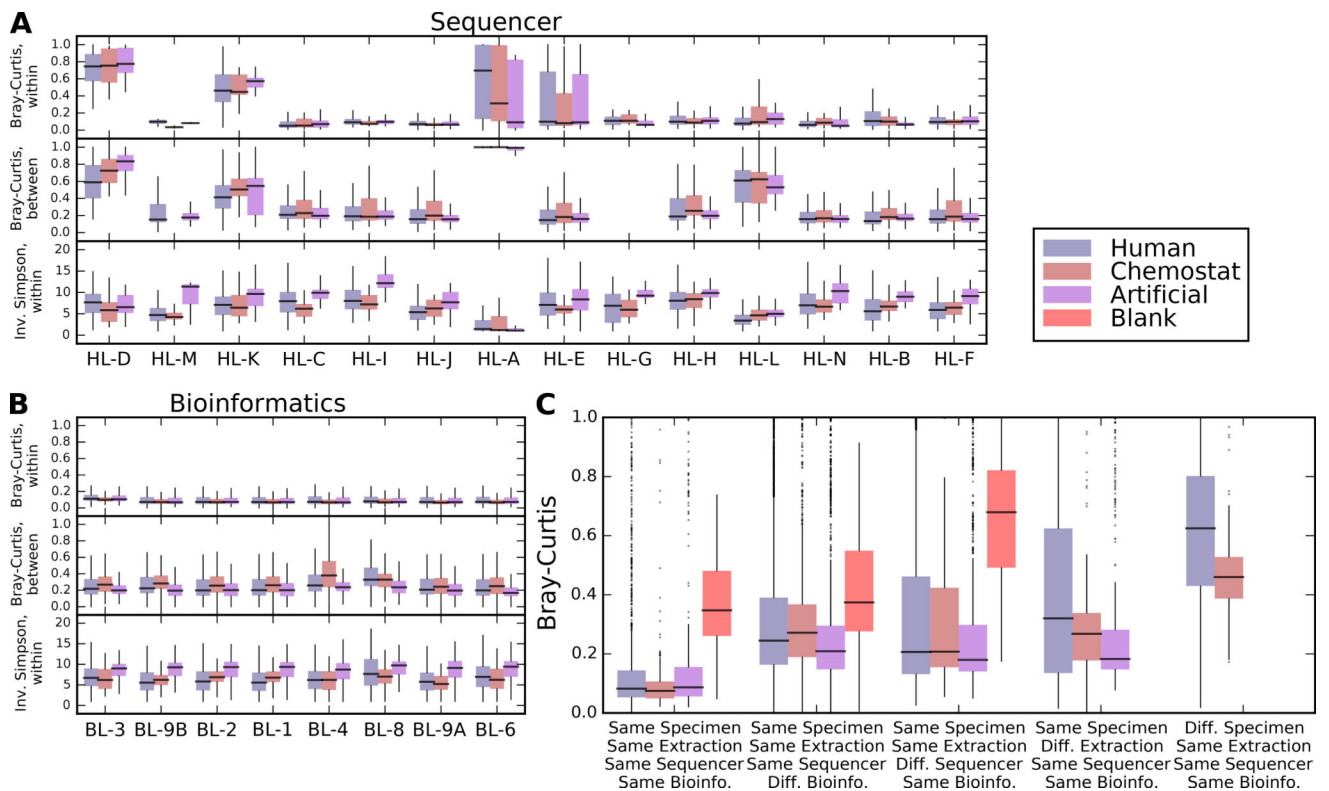 A
Sequencer
Bray-Curtis,
within
1.0
0.8
0.6
0.4
0.2
0.0
Bray-Curtis,
between
1.0
0.8
0.6
0.4
0.2
0.0
Inv. Simpson,
within
20
15
10
5
0
HL-D HL-M HL-K HL-C HL-I HL-J HL-A HL-E HL-G HL-H HL-L HL-N HL-B HL-F
Human
Chemostat
Artificial
Blank
B
Bioinformatics
Bray-Curtis,
within
1.0
0.8
0.6
0.4
0.2
0.0
Bray-Curtis,
between
1.0
0.8
0.6
0.4
0.2
0.0
Inv. Simpson,
within
20
15
10
5
0
BL-3 BL-9B BL-2 BL-1 BL-4 BL-8 BL-9A BL-6
C
Bray-Curtis
1.0
0.8
0.6
0.4
0.2
0.0
Same Specimen
Same Extraction
Same Sequencer
Same Bioinfo.
Same Specimen
Same Extraction
Same Sequencer
Diff. Bioinfo.
Same Specimen
Same Extraction
Diff. Sequencer
Same Bioinfo.
Same Specimen
Diff. Extraction
Same Sequencer
Same Bioinfo.
Diff. Specimen
Same Extraction
Same Sequencer
Same Bioinfo.